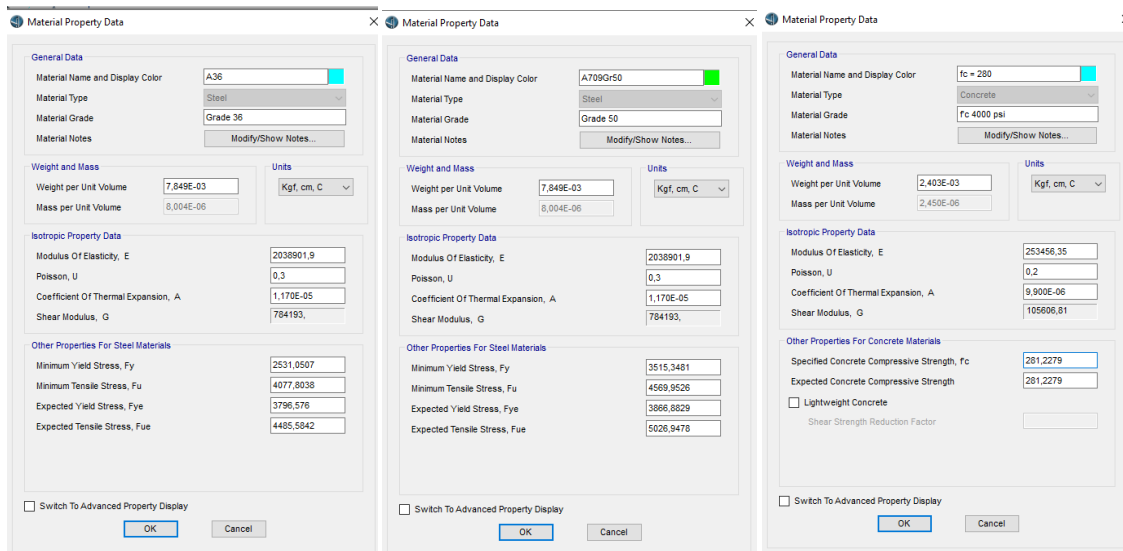 Material Property Data
General Data
Material Name and Display Color A36
Material Type Steel
Material Grade Grade 36
Material Notes Modify/Show Notes...
Weight and Mass Units
Weight per Unit Volume 7,849E-03 Kgf, cm, C
Mass per Unit Volume 8,004E-06
Isotropic Property Data
Modulus Of Elasticity, E 2038901,9
Poisson, U 0,3
Coefficient Of Thermal Expansion, A 1,170E-05
Shear Modulus, G 784193,
Other Properties For Steel Materials
Minimum Yield Stress, Fy 2531,0507
Minimum Tensile Stress, Fu 4077,8038
Expected Yield Stress, Fye 3796,576
Expected Tensile Stress, Fue 4485,5842
Switch To Advanced Property Display
OK Cancel
Material Property Data
General Data
Material Name and Display Color A709Gr50
Material Type Steel
Material Grade Grade 50
Material Notes Modify/Show Notes...
Weight and Mass Units
Weight per Unit Volume 7,849E-03 Kgf, cm, C
Mass per Unit Volume 8,004E-06
Isotropic Property Data
Modulus Of Elasticity, E 2038901,9
Poisson, U 0,3
Coefficient Of Thermal Expansion, A 1,170E-05
Shear Modulus, G 784193,
Other Properties For Steel Materials
Minimum Yield Stress, Fy 3515,3481
Minimum Tensile Stress, Fu 4569,9526
Expected Yield Stress, Fye 3866,8829
Expected Tensile Stress, Fue 5026,9478
Switch To Advanced Property Display
OK Cancel
Material Property Data
General Data
Material Name and Display Color fc = 280
Material Type Concrete
Material Grade f'c 4000 psi
Material Notes Modify/Show Notes...
Weight and Mass Units
Weight per Unit Volume 2,403E-03 Kgf, cm, C
Mass per Unit Volume 2,450E-06
Isotropic Property Data
Modulus Of Elasticity, E 253456,35
Poisson, U 0,2
Coefficient Of Thermal Expansion, A 9,900E-06
Shear Modulus, G 105606,81
Other Properties For Concrete Materials
Specified Concrete Compressive Strength, f'c 281,2279
Expected Concrete Compressive Strength 281,2279
Lightweight Concrete
Shear Strength Reduction Factor
Switch To Advanced Property Display
OK Cancel